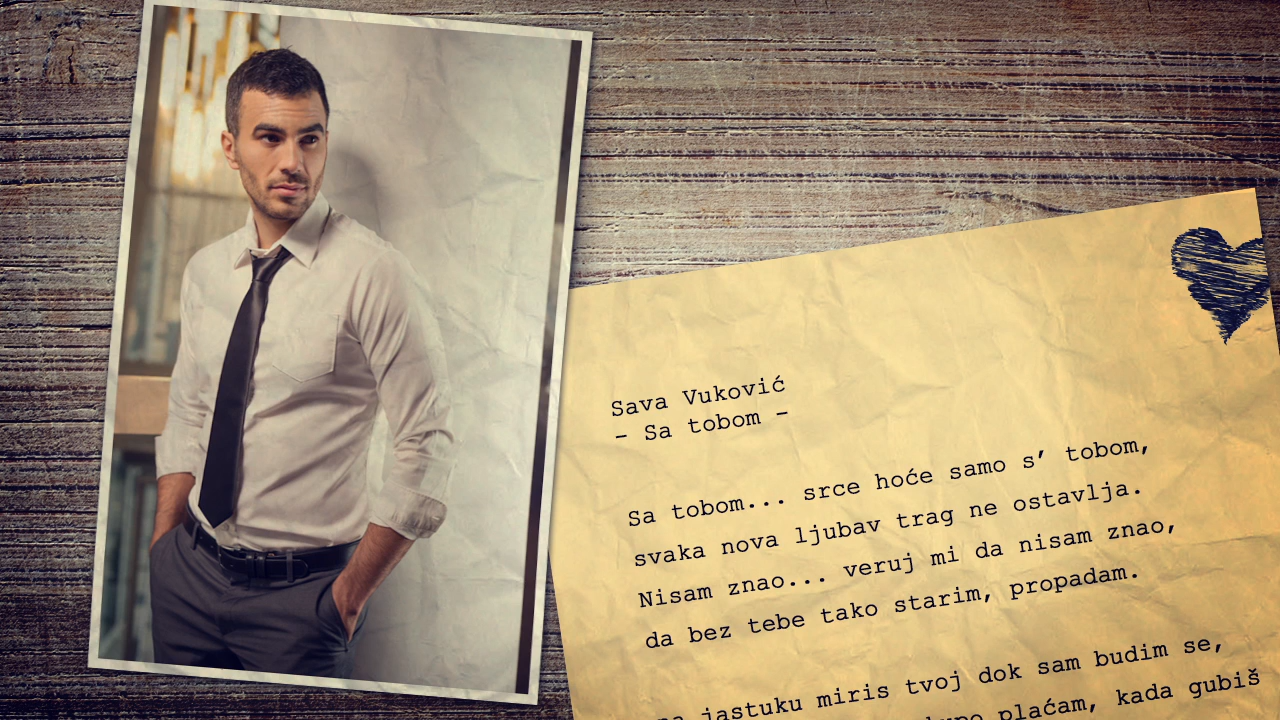 Sava Vuković
- Sa tobom -
Sa tobom... srce hoće samo s’ tobom,
svaka nova ljubav trag ne ostavlja.
Nisam znao... veruj mi da nisam znao,
da bez tebe tako starim, propadam.
jastuku miris tvoj dok sam budim se,
plaćam, kada gubiš